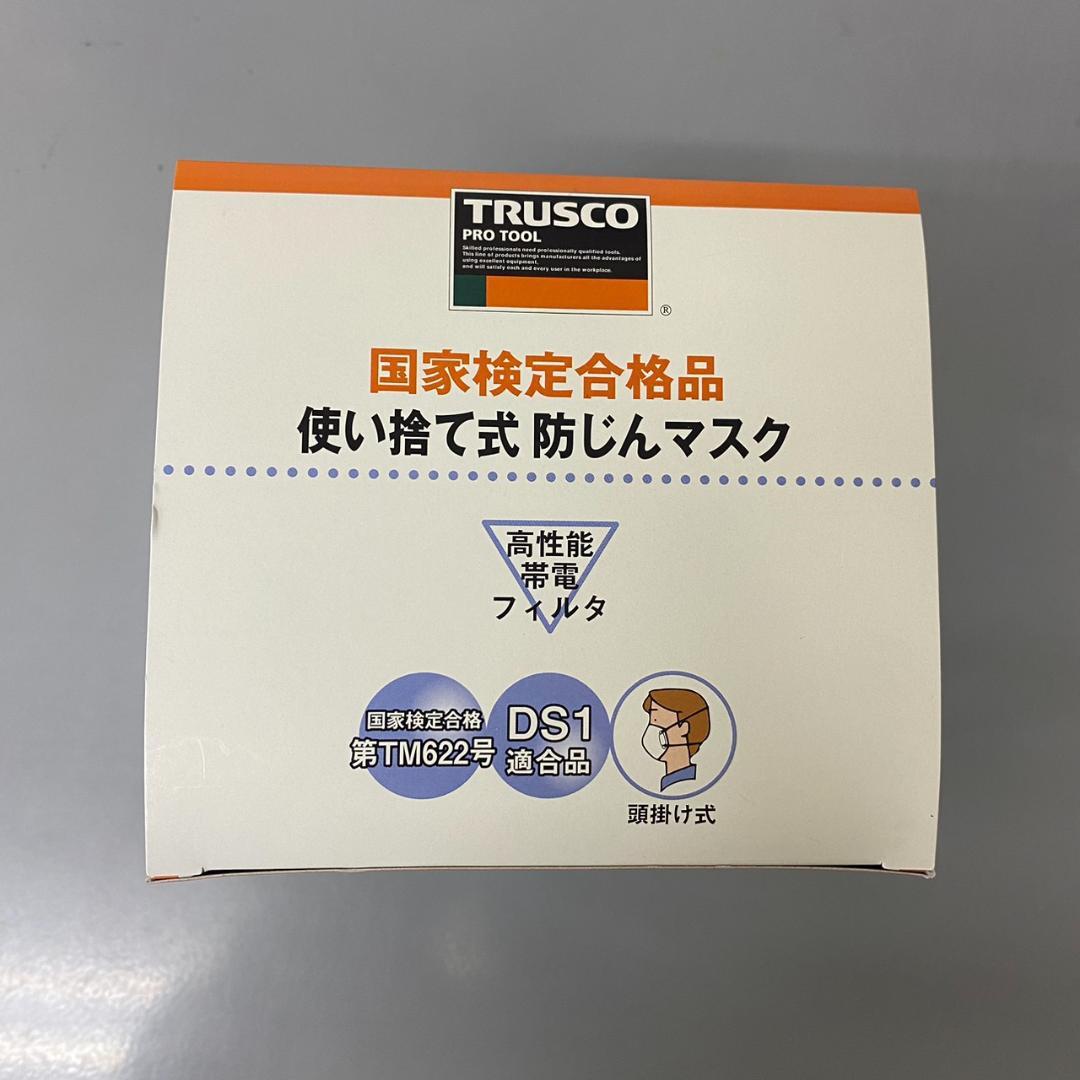 TRUSCO
PRO TOOL
Skilled professionals need professionally qualified tools.
This line of products brings manufacturers all the advantages of
using excellent equipment.
and will satisfy each and every user in the workplace.
®
国家検定合格品
使い捨て式 防じんマスク
高性能
帯電
フィルタ
国家検定合格
第TM622号
DS1
適合品
頭掛け式